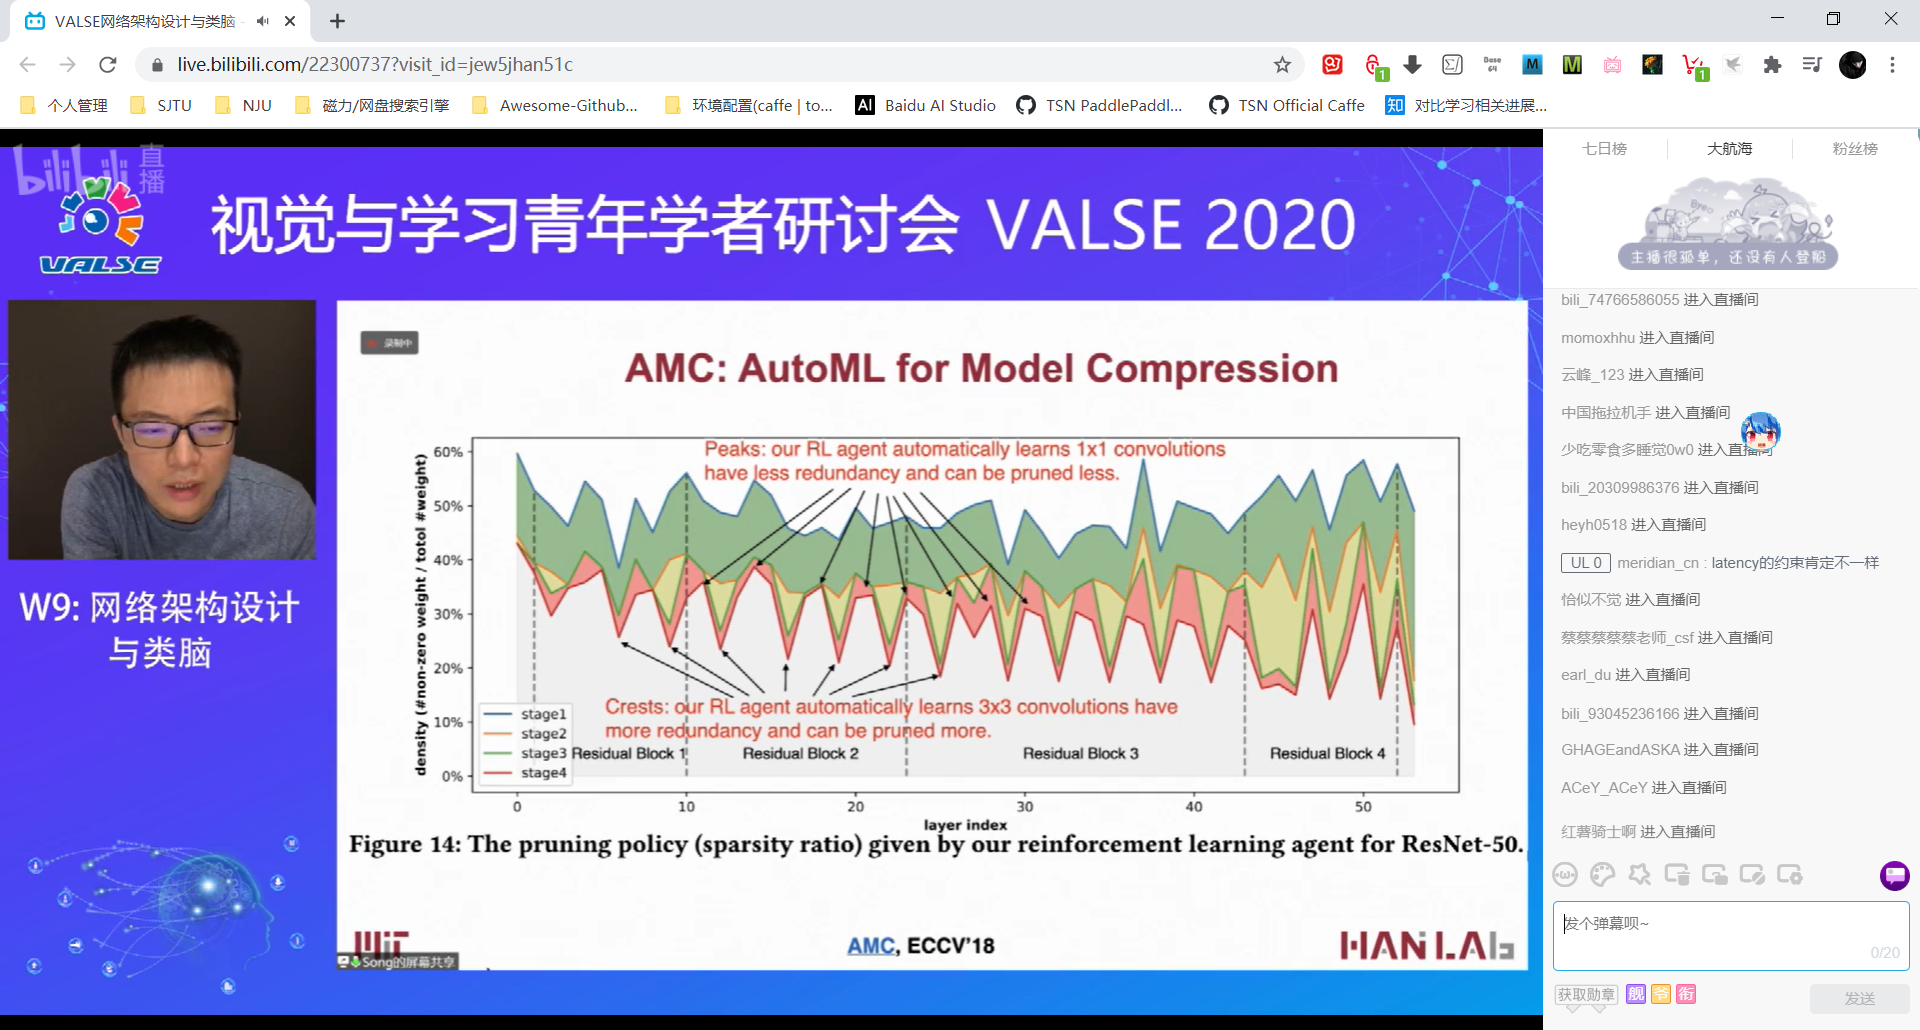 VALSE网络架构设计与类脑
live.bilibili.com/22300737?visit_id=jew5jhan51c
个人管理
SJTU
NJU
磁力/网盘搜索引擎
Awesome-Github...
环境配置(caffe | to...
Baidu AI Studio
TSN PaddlePaddl...
TSN Official Caffe
对比学习相关进展...
bilibili 直播
VALSE
视觉与学习青年学者研讨会 VALSE 2020
W9: 网络架构设计
与类脑
录制中
AMC: AutoML for Model Compression
Peaks: our RL agent automatically learns 1x1 convolutions
have less redundancy and can be pruned less.
density (#non-zero weight / totol #weight)
60%
50%
40%
30%
20%
10%
0%
Crests: our RL agent automatically learns 3x3 convolutions have
more redundancy and can be pruned more.
stage1
stage2
stage3
stage4
Residual Block 1
Residual Block 2
Residual Block 3
Residual Block 4
0
10
20
30
40
50
layer index
Figure 14: The pruning policy (sparsity ratio) given by our reinforcement learning agent for ResNet-50.
MIT
Song的屏幕共享
AMC, ECCV'18
HAN LAb
七日榜
大航海
粉丝榜
主播很孤单，还没有人登船
bili_74766586055 进入直播间
momoxhhu 进入直播间
云峰_123 进入直播间
中国拖拉机手 进入直播间
少吃零食多睡觉0w0 进入直播间
bili_20309986376 进入直播间
heyh0518 进入直播间
UL 0 meridian_cn : latency的约束肯定不一样
恰似不觉 进入直播间
蔡蔡蔡蔡蔡老师_csf 进入直播间
earl_du 进入直播间
bili_93045236166 进入直播间
GHAGEandASKA 进入直播间
ACeY_ACeY 进入直播间
红薯骑士啊 进入直播间
发个弹幕呗~
0/20
获取勋章
舰
爷
衔
发送